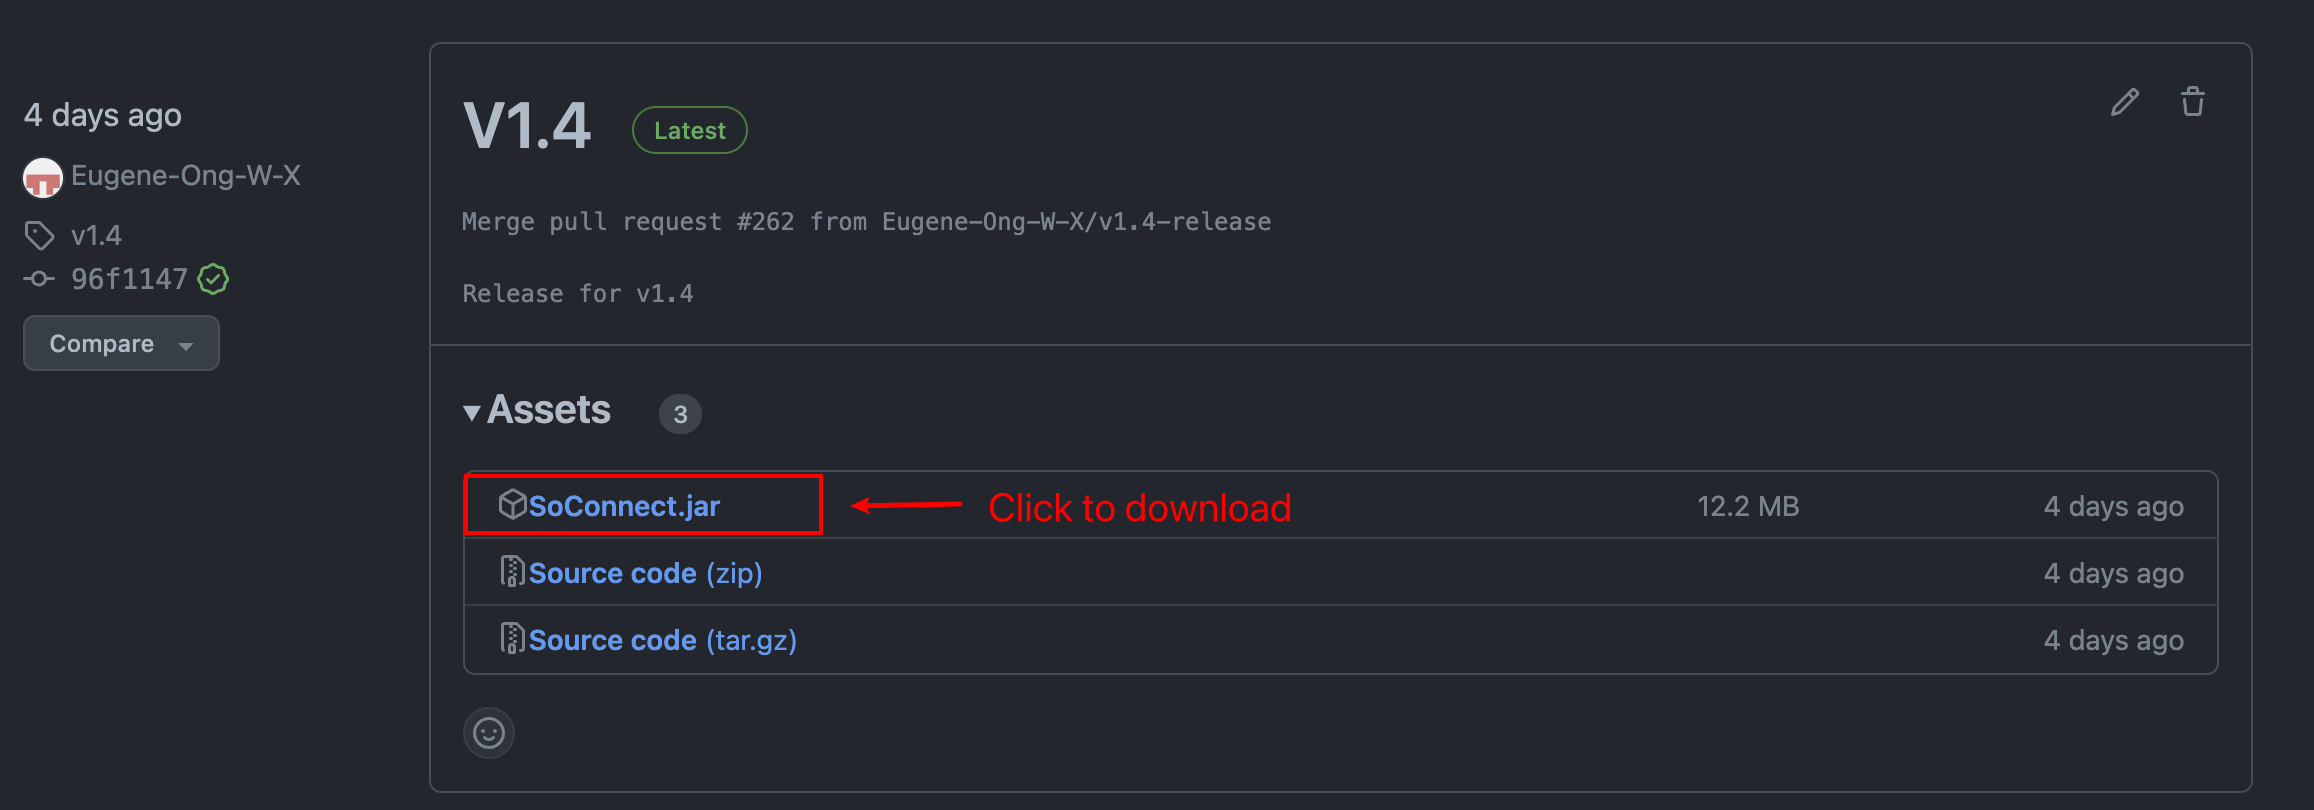 4 days ago
Eugene-Ong-W-X
v1.4
96f1147
Compare
V1.4 Latest
Merge pull request #262 from Eugene-Ong-W-X/v1.4-release
Release for v1.4
Assets 3
SoConnect.jar Click to download 12.2 MB 4 days ago
Source code (zip) 4 days ago
Source code (tar.gz) 4 days ago